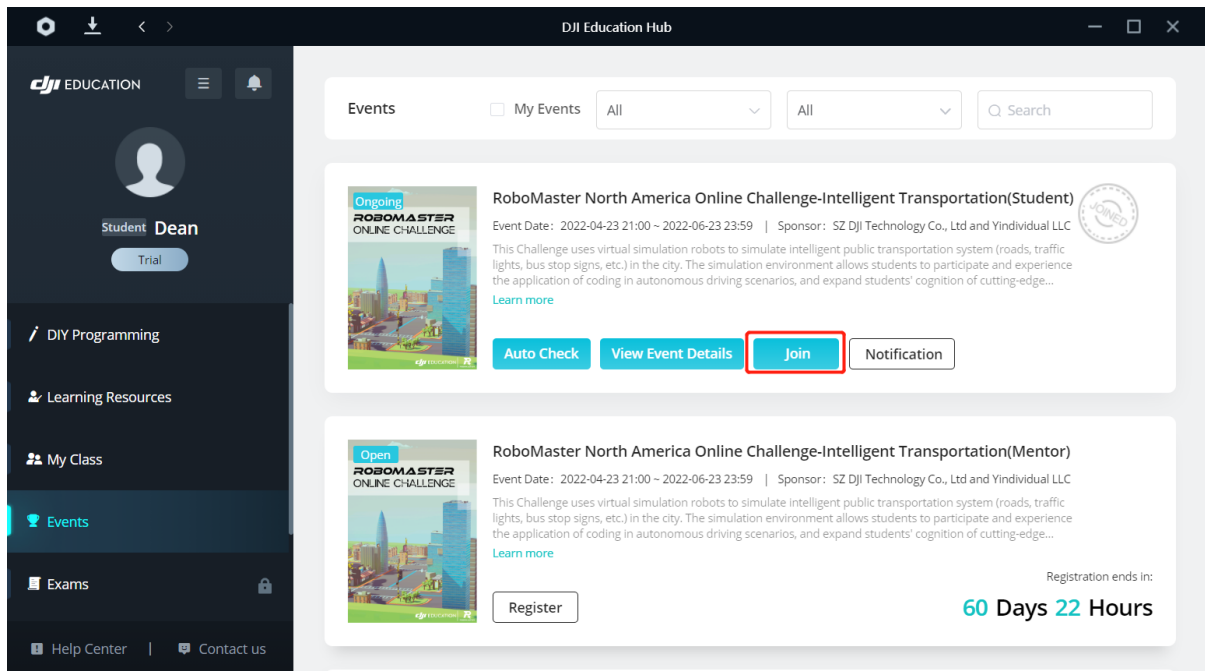 DJI Education Hub
dji EDUCATION
Student Dean
Trial
DIY Programming
Learning Resources
My Class
Events
Exams
Help Center | Contact us
Events
My Events
All
All
Search
Ongoing
ROBOMASTER
ONLINE CHALLENGE
dji EDUCATION
RoboMaster North America Online Challenge-Intelligent Transportation(Student)
JOINED
Event Date: 2022-04-23 21:00 ~ 2022-06-23 23:59 | Sponsor: SZ DJI Technology Co., Ltd and Yindividual LLC
This Challenge uses virtual simulation robots to simulate intelligent public transportation system (roads, traffic
lights, bus stop signs, etc.) in the city. The simulation environment allows students to participate and experience
the application of coding in autonomous driving scenarios, and expand students' cognition of cutting-edge...
Learn more
Auto Check
View Event Details
Join
Notification
Open
ROBOMASTER
ONLINE CHALLENGE
dji EDUCATION
RoboMaster North America Online Challenge-Intelligent Transportation(Mentor)
Event Date: 2022-04-23 21:00 ~ 2022-06-23 23:59 | Sponsor: SZ DJI Technology Co., Ltd and Yindividual LLC
This Challenge uses virtual simulation robots to simulate intelligent public transportation system (roads, traffic
lights, bus stop signs, etc.) in the city. The simulation environment allows students to participate and experience
the application of coding in autonomous driving scenarios, and expand students' cognition of cutting-edge...
Learn more
Register
Registration ends in:
60 Days 22 Hours